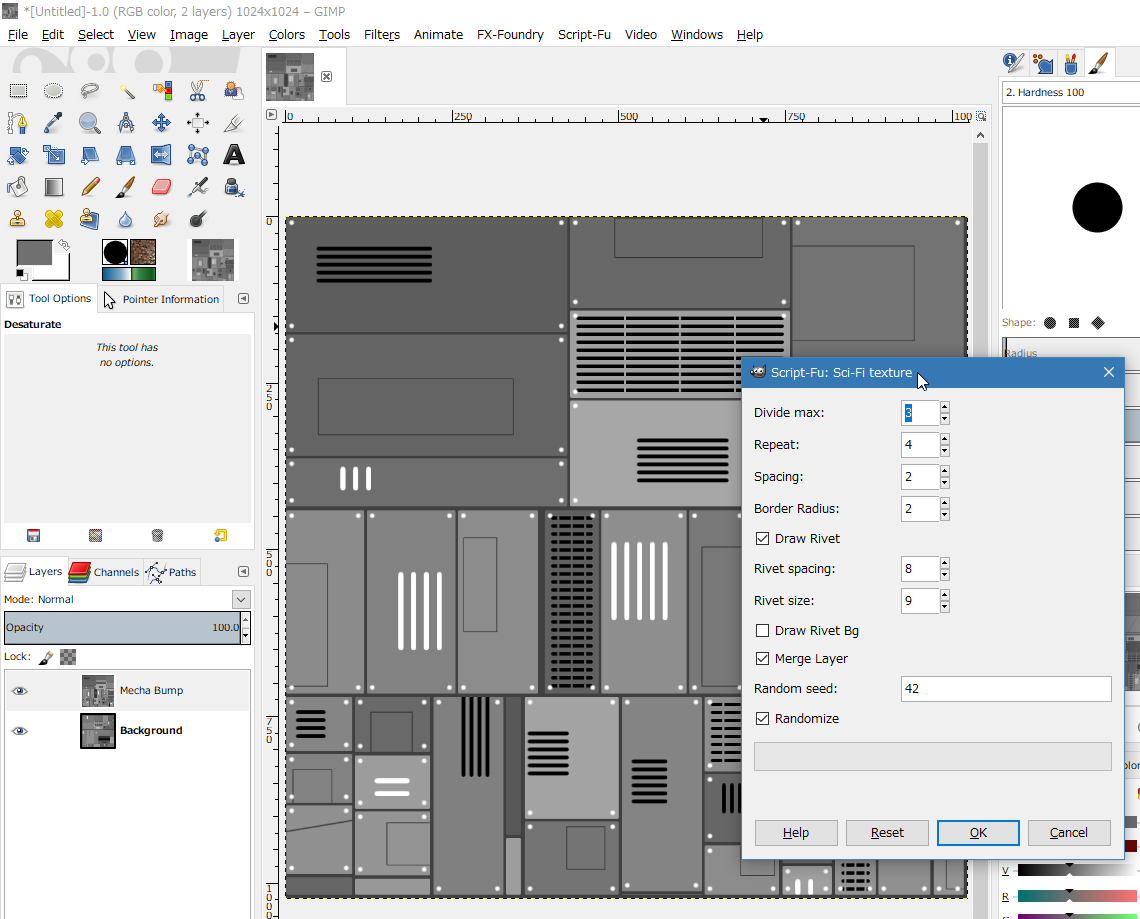 *[Untitled]-1.0 (RGB color, 2 layers) 1024x1024 – GIMP
File Edit Select View Image Layer Colors Tools Filters Animate FX-Foundry Script-Fu Video Windows Help
2. Hardness 100
0 250 500 750 100
0
250
500
750
1000
Tool Options Pointer Information
Desaturate
This tool has
no options.
Shape:
Radius
Script-Fu: Sci-Fi texture
Divide max: 3
Repeat: 4
Spacing: 2
Border Radius: 2
Draw Rivet
Rivet spacing: 8
Rivet size: 9
Draw Rivet Bg
Merge Layer
Random seed: 42
Randomize
Help Reset OK Cancel
Layers Channels Paths
Mode: Normal
Opacity 100.0
Lock:
Mecha Bump
Background
V
R